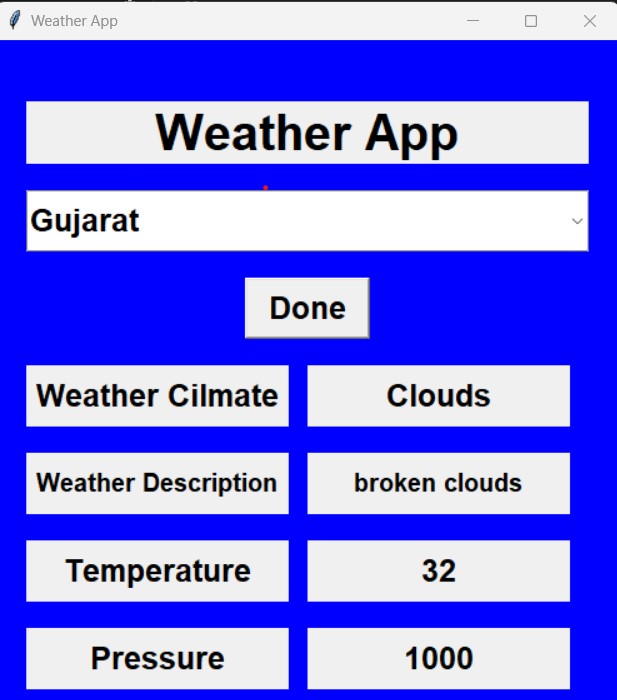 Weather App
Weather App
Gujarat
Done
Weather Cilmate Clouds
Weather Description broken clouds
Temperature 32
Pressure 1000